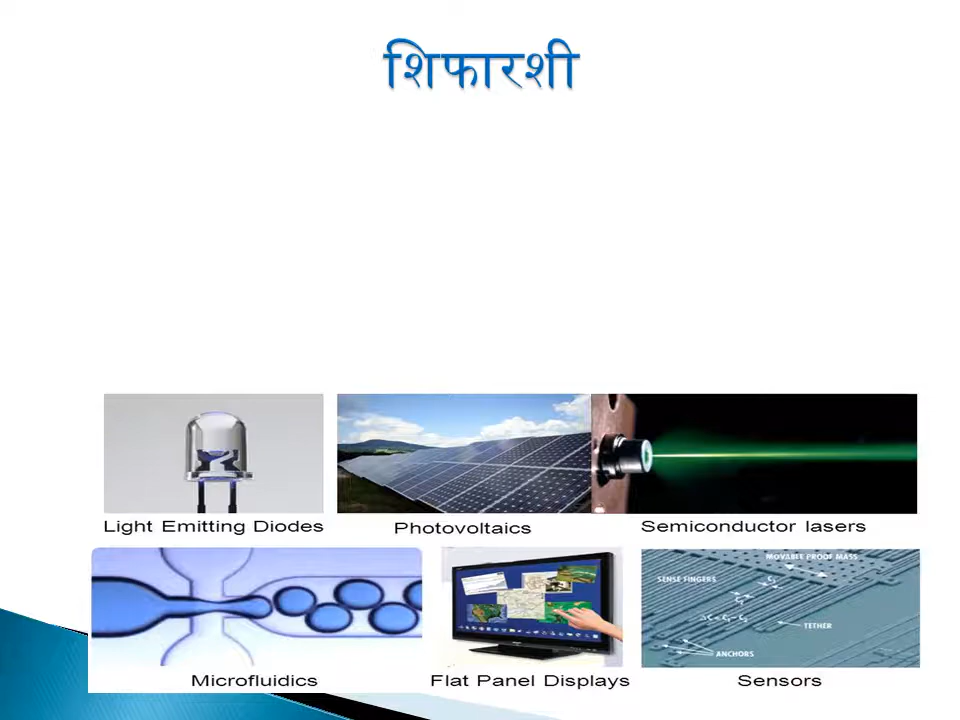 शिफारशी
Light Emitting Diodes
Photovoltaics
Semiconductor lasers
MOVABLE PROOF MASS
SENSE FINGERS
TETHER
ANCHORS
Microfluidics
Flat Panel Displays
Sensors